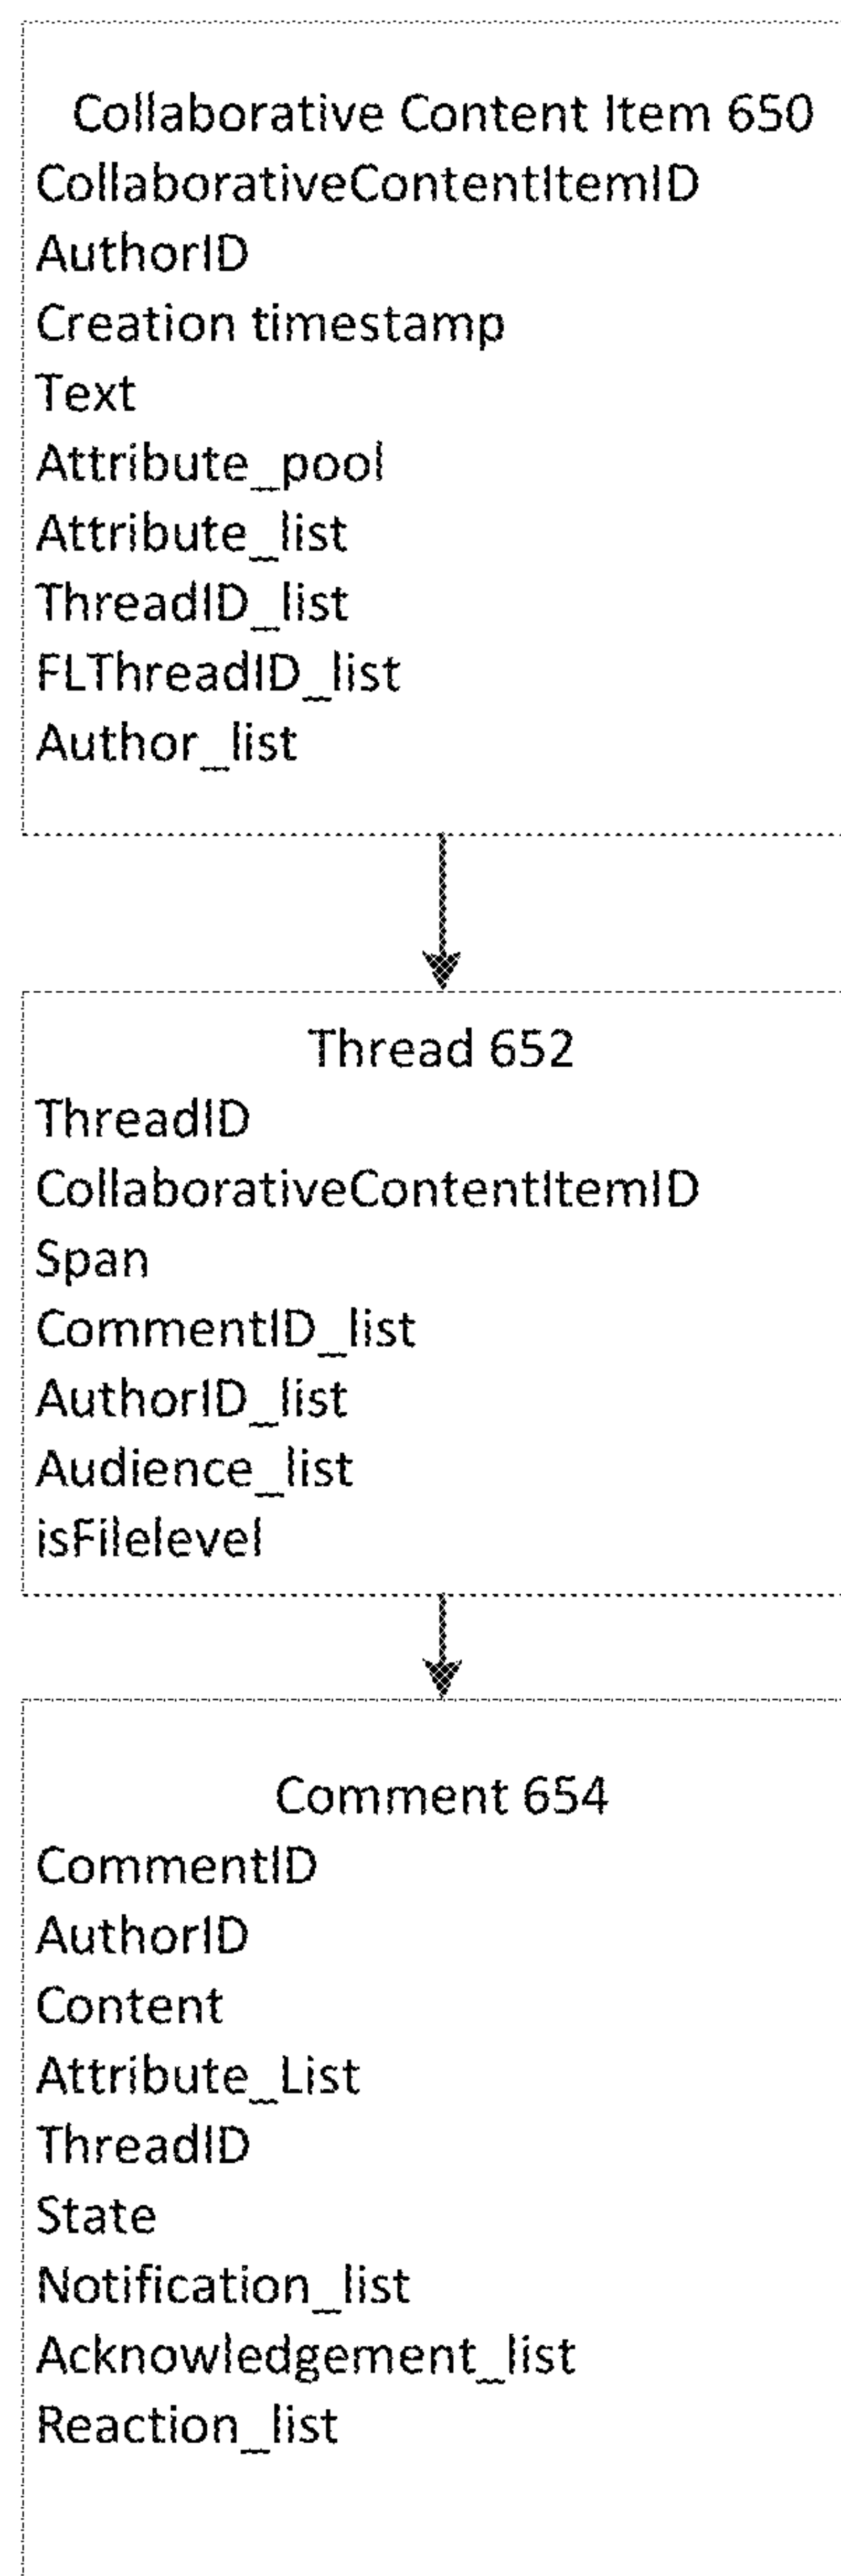 Collaborative Content Item 650
CollaborativeContentItemID
AuthorID
Creation timestamp
Text
Attribute_pool
Attribute_list
ThreadID_list
FLThreadID_list
Author_list
Thread 652
ThreadID
CollaborativeContentItemID
Span
CommentID_list
AuthorID_list
Audience_list
isFilelevel
Comment 654
CommentID
AuthorID
Content
Attribute_List
ThreadID
State
Notification_list
Acknowledgement_list
Reaction_list